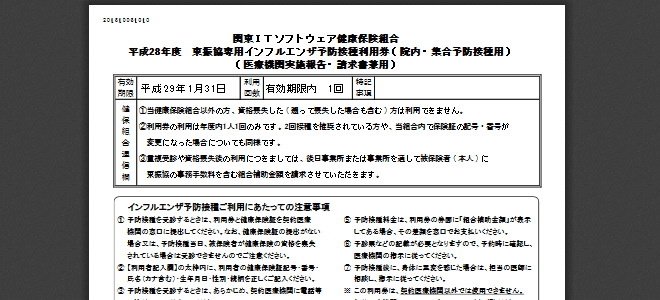 201610061010
関東ITソフトウェア健康保険組合
平成28年度　東振協専用インフルエンザ予防接種利用券（院内・集合予防接種用）
（医療機関実施報告・請求書兼用）
有効期限 平成29年1月31日 利用回数 有効期限内　1回 特記事項
健保組合通信欄
①当健康保険組合以外の方、資格喪失した（遡って喪失した場合も含む）方は利用できません。
②利用券の利用は年度内1人1回のみです。2回接種を推奨されている方や、当組合内で保険証の記号・番号が
変更になった場合についても同様です。
③重複受診や資格喪失後の利用につきましては、後日事業所または事業所を通して被保険者（本人）に
東振協の事務手数料を含む組合補助金額を請求させていただきます。
インフルエンザ予防接種ご利用にあたっての注意事項
① 予防接種を受診するときは、利用券と健康保険証を契約医療
機関の窓口に提出してください。なお、健康保険証の提出がない
場合又は、予防接種当日、被保険者が健康保険の資格を喪失
されている場合は受診できませんのでご注意ください。
② 【利用者記入欄】の太枠内に、利用者の健康保険証記号・番号・
氏名（カナ含む）・生年月日・性別・続柄を正しくご記入ください。
③ 予防接種を受診するときは、あらかじめ、契約医療機関に電話等
⑤ 予防接種料金は、利用券の券面に「組合補助金額」が表示
してある場合、その差額を窓口でお支払いください。
⑥ 予診票などの記載が必要となりますので、予約時に確認し、
医療機関の指示に従ってください。
⑦ 予防接種後に、身体に異変を感じた場合は、担当の医師に
相談し、指示に従ってください。
※ この利用券は、契約医療機関以外では使用できません。